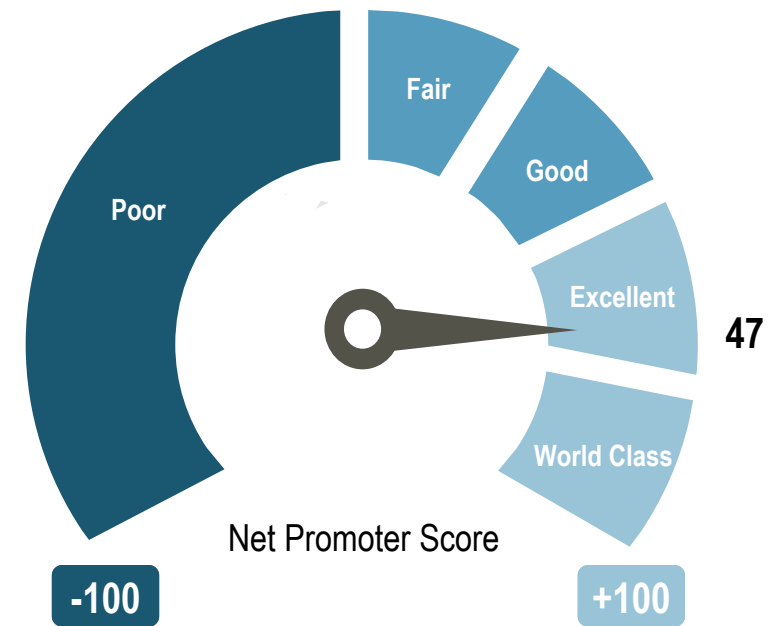 Fair
Good
Poor
Excellent
47
World Class
Net Promoter Score
-100
+100